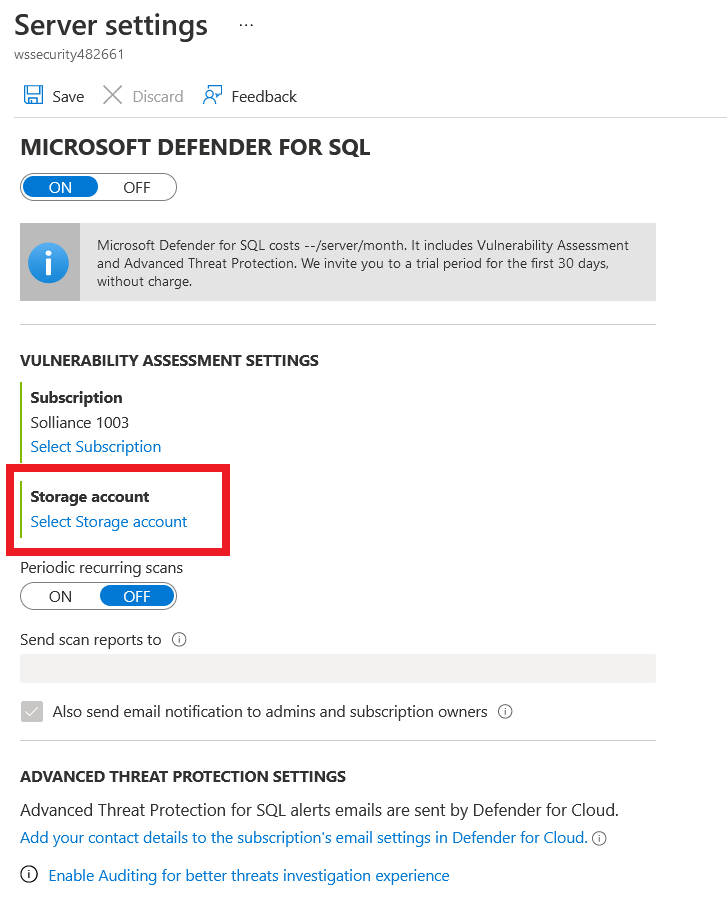 Server settings ...
wssecurity482661
Save Discard Feedback
MICROSOFT DEFENDER FOR SQL
ON OFF
Microsoft Defender for SQL costs --/server/month. It includes Vulnerability Assessment
and Advanced Threat Protection. We invite you to a trial period for the first 30 days,
without charge.
VULNERABILITY ASSESSMENT SETTINGS
Subscription
Solliance 1003
Select Subscription
Storage account
Select Storage account
Periodic recurring scans
ON OFF
Send scan reports to
Also send email notification to admins and subscription owners
ADVANCED THREAT PROTECTION SETTINGS
Advanced Threat Protection for SQL alerts emails are sent by Defender for Cloud.
Add your contact details to the subscription's email settings in Defender for Cloud.
Enable Auditing for better threats investigation experience